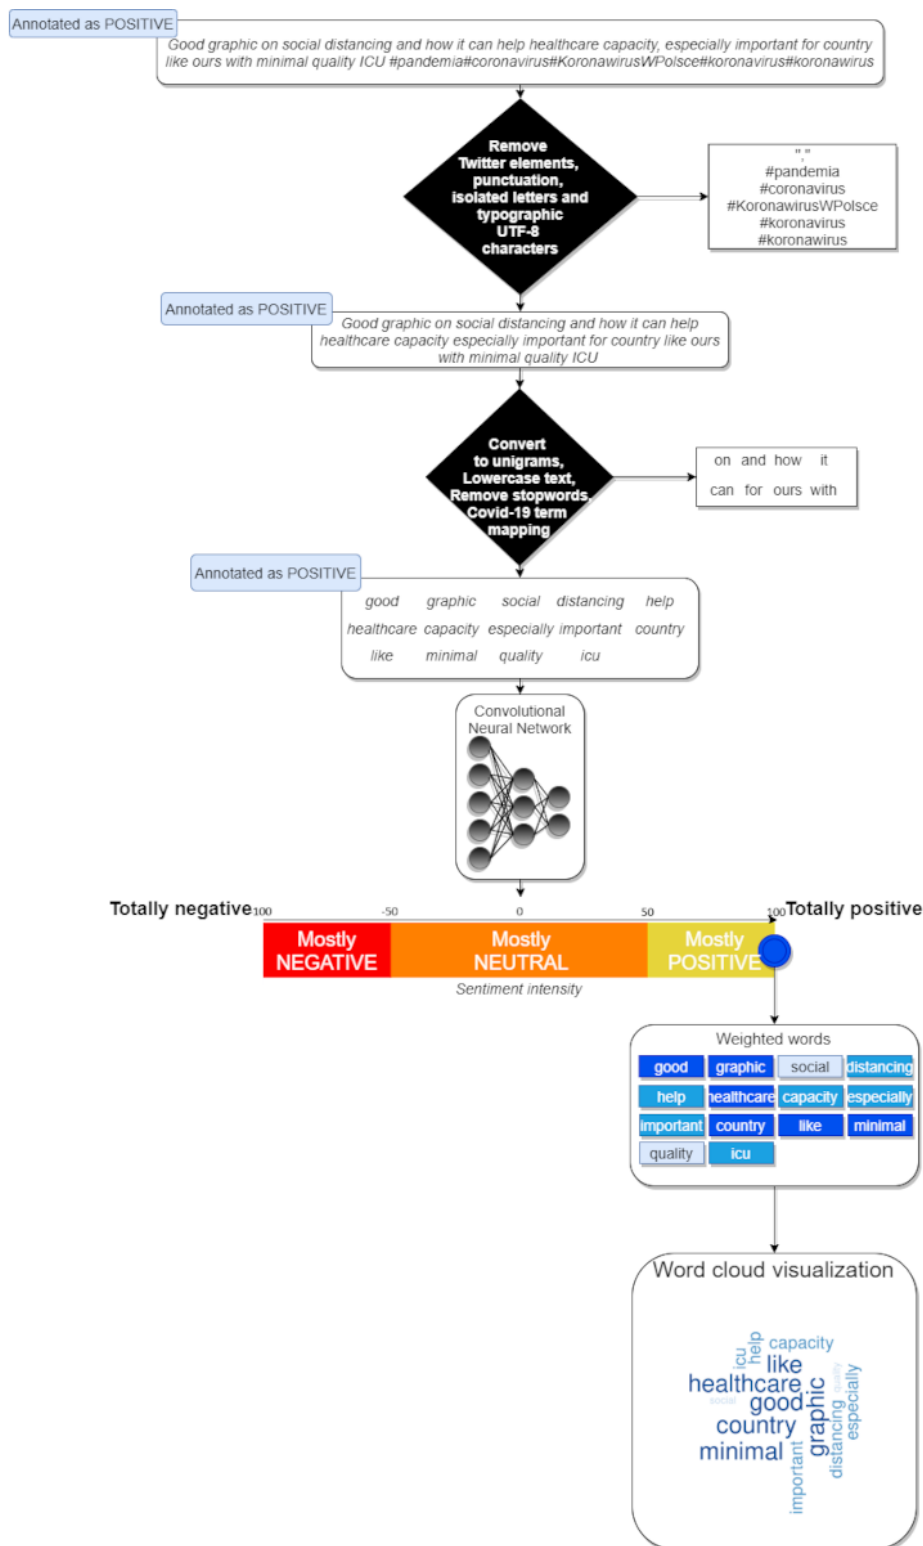 Annotated as POSITIVE
Good graphic on social distancing and how it can help healthcare capacity, especially important for country
like ours with minimal quality ICU #pandemia#coronavirus#KoronawirusWPolsce#koronavirus#koronawirus
Remove
Twitter elements,
punctuation,
isolated letters and
typographic
UTF-8
characters
","
#pandemia
#coronavirus
#KoronawirusWPolsce
#koronavirus
#koronawirus
Annotated as POSITIVE
Good graphic on social distancing and how it can help
healthcare capacity especially important for country like ours
with minimal quality ICU
Convert
to unigrams,
Lowercase text,
Remove stopwords,
Covid-19 term
mapping
on and how it
can for ours with
Annotated as POSITIVE
good graphic social distancing help
healthcare capacity especially important country
like minimal quality icu
Convolutional
Neural Network
Totally negative -100 -50 0 50 100 Totally positive
Mostly NEGATIVE
Mostly NEUTRAL
Mostly POSITIVE
Sentiment intensity
Weighted words
good graphic social distancing
help healthcare capacity especially
important country like minimal
quality icu
Word cloud visualization
icu
help
capacity
like
healthcare
quality
social
good
graphic
especially
country
distancing
minimal
important